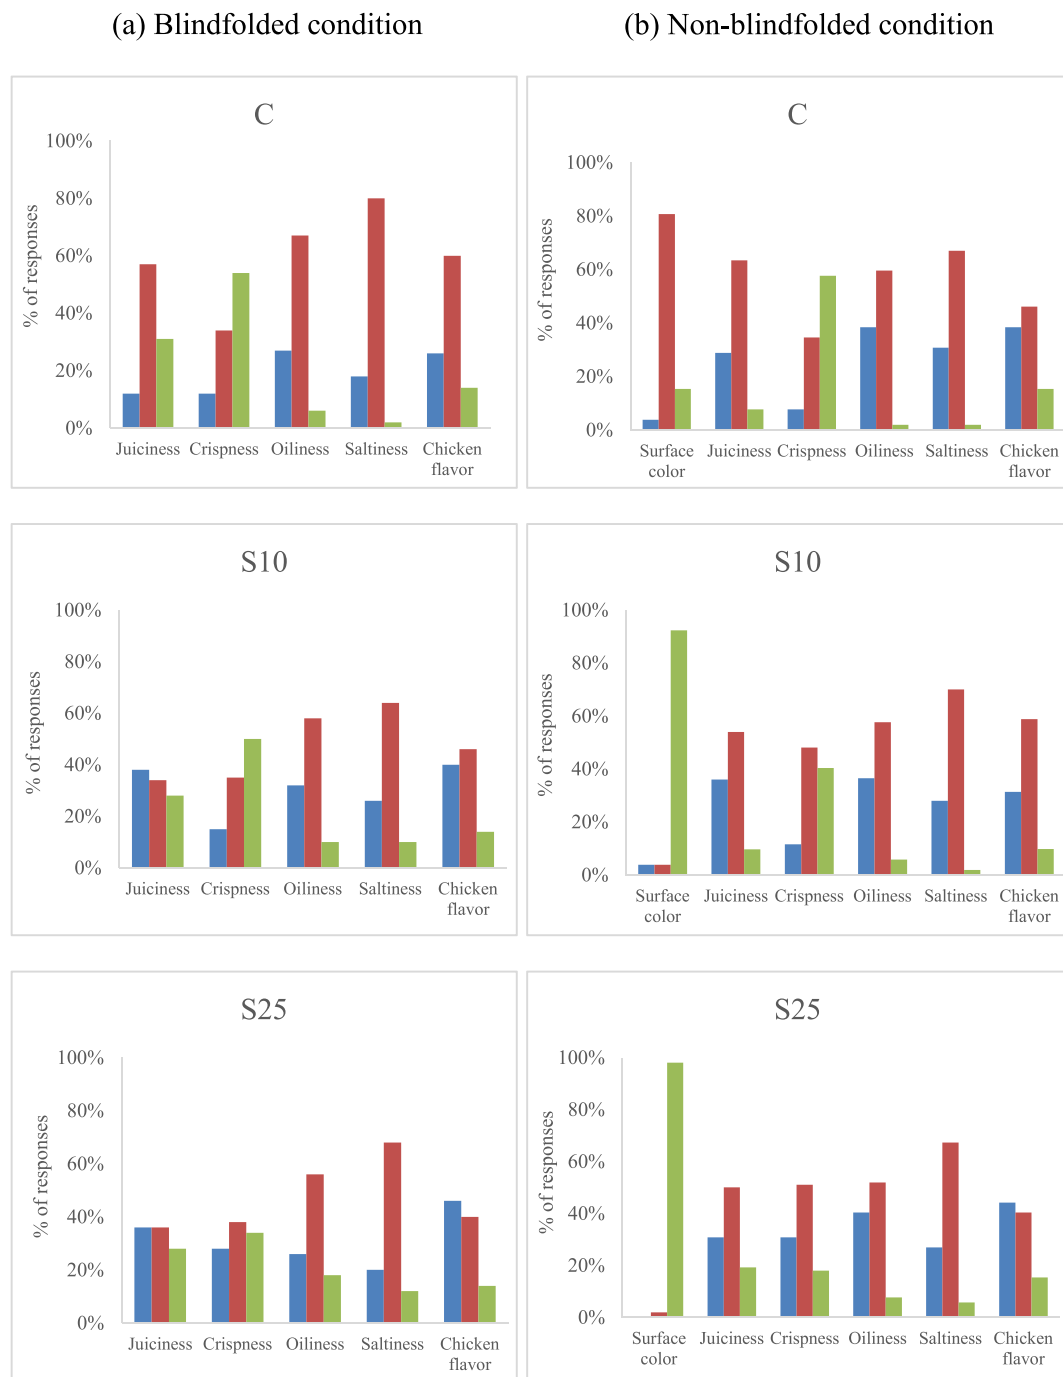 (a) Blindfolded condition
(b) Non-blindfolded condition
C
100%
80%
60%
40%
20%
0%
% of responses
Juiciness Crispness Oiliness Saltiness Chicken
flavor
C
100%
80%
60%
40%
20%
0%
% of responses
Surface Juiciness Crispness Oiliness Saltiness Chicken
color flavor
S10
100%
80%
60%
40%
20%
0%
% of responses
Juiciness Crispness Oiliness Saltiness Chicken
flavor
S10
100%
80%
60%
40%
20%
0%
% of responses
Surface Juiciness Crispness Oiliness Saltiness Chicken
color flavor
S25
100%
80%
60%
40%
20%
0%
% of responses
Juiciness Crispness Oiliness Saltiness Chicken
flavor
S25
100%
80%
60%
40%
20%
0%
% of responses
Surface Juiciness Crispness Oiliness Saltiness Chicken
color flavor